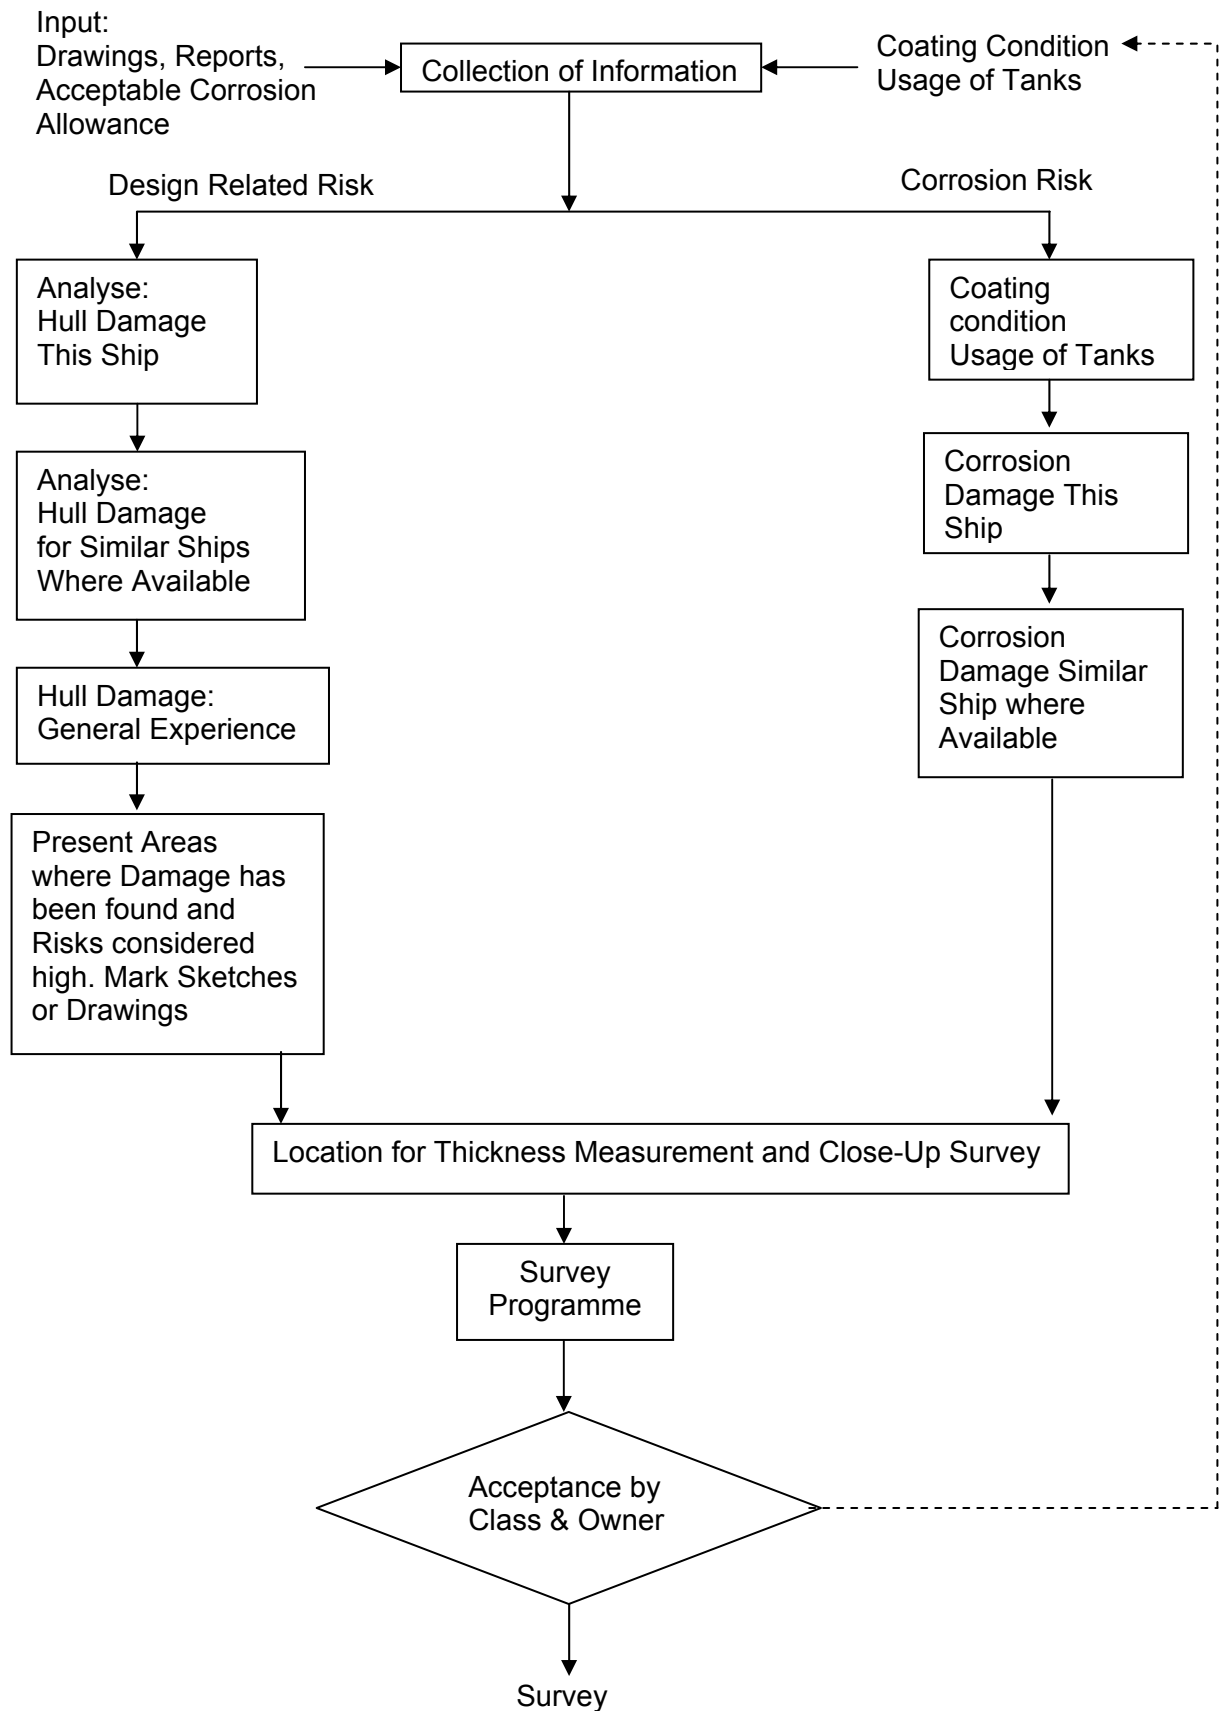 Input:
Drawings, Reports,
Acceptable Corrosion
Allowance
Collection of Information
Coating Condition
Usage of Tanks
Design Related Risk
Corrosion Risk
Analyse:
Hull Damage
This Ship
Coating
condition
Usage of Tanks
Analyse:
Hull Damage
for Similar Ships
Where Available
Corrosion
Damage This
Ship
Hull Damage:
General Experience
Corrosion
Damage Similar
Ship where
Available
Present Areas
where Damage has
been found and
Risks considered
high. Mark Sketches
or Drawings
Location for Thickness Measurement and Close-Up Survey
Survey
Programme
Acceptance by
Class & Owner
Survey